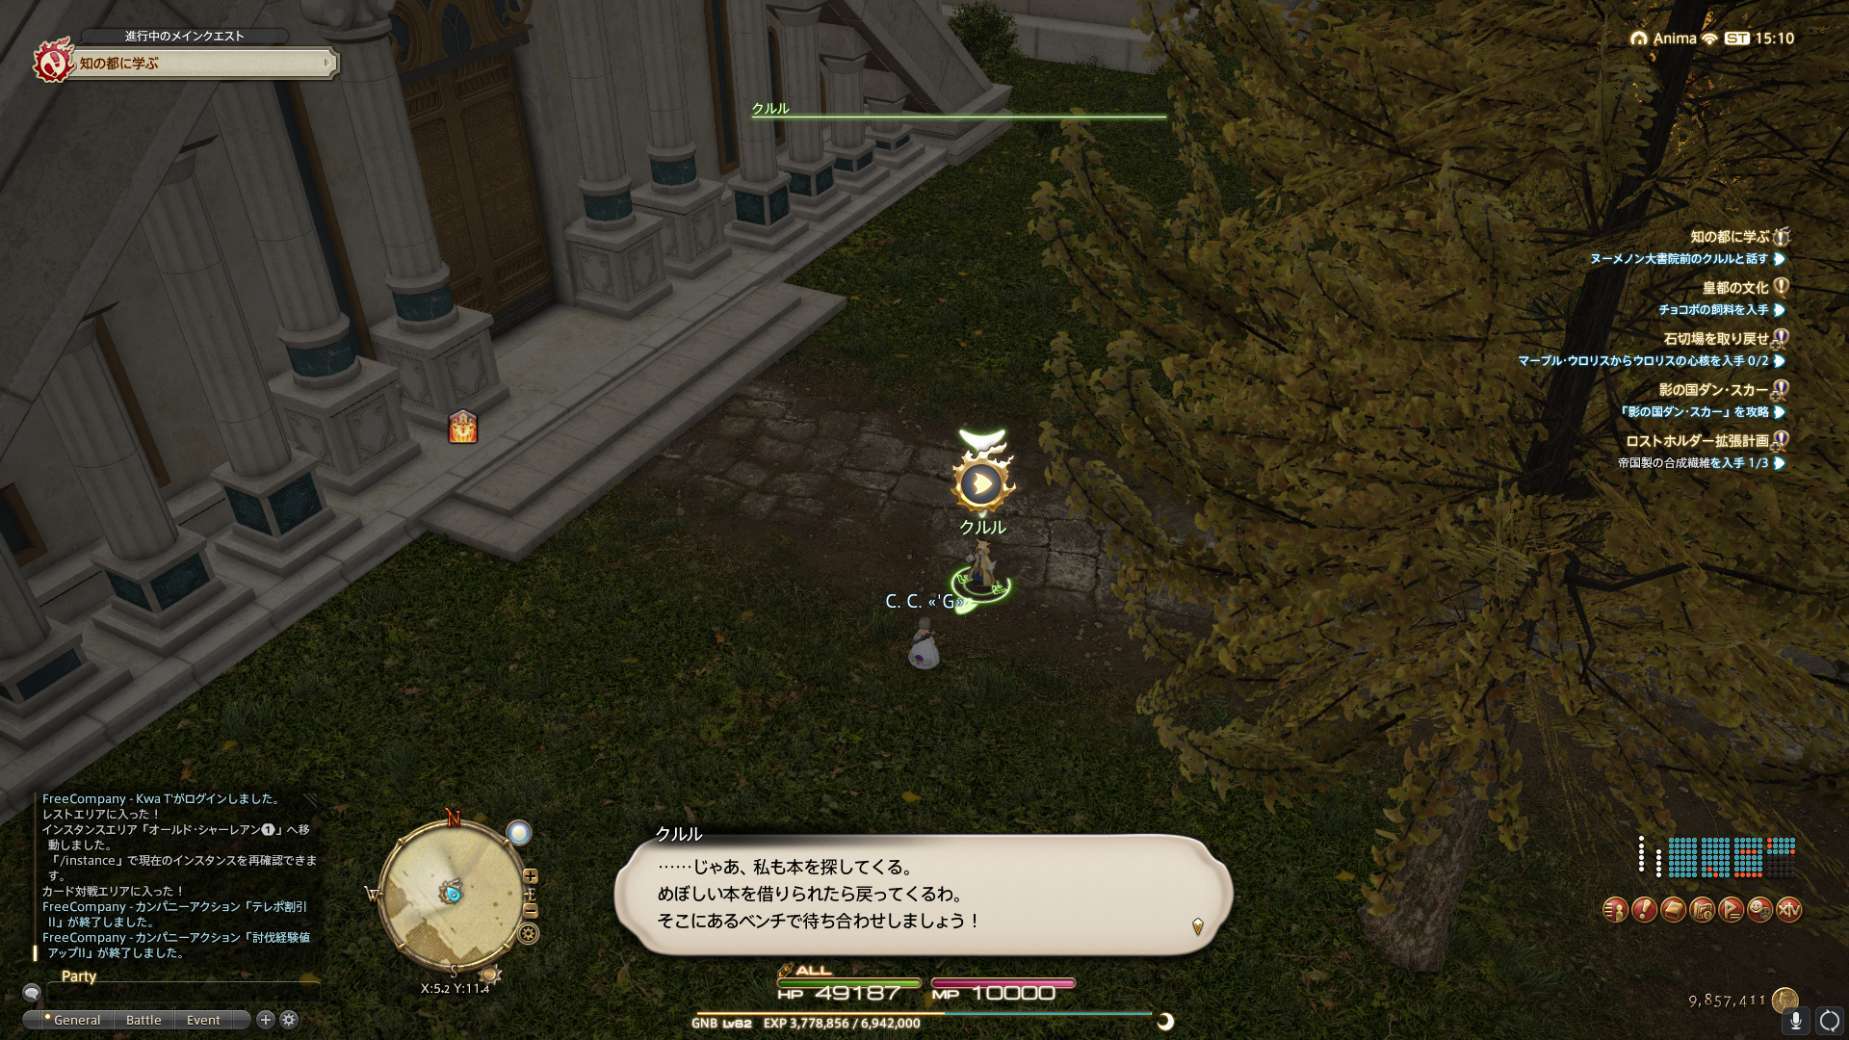 進行中のメインクエスト
知の都に学ぶ
クルル
Anima ST 15:10
知の都に学ぶ
ヌーメノン大書院前のクルルと話す
皇都の文化
チョコボの飼料を入手
石切場を取り戻せ
マーブル・ウロリスからウロリスの心核を入手 0/2
影の国ダン・スカー
「影の国ダン・スカー」を攻略
ロストホルダー拡張計画
帝国製の合成繊維を入手 1/3
クルル
C. C. «'G»
FreeCompany - Kwa T'がログインしました。
レストエリアに入った！
インスタンスエリア「オールド・シャーレアン1」へ移
動しました。
「/instance」で現在のインスタンスを再確認できま
す。
カード対戦エリアに入った！
FreeCompany - カンパニーアクション「テレポ割引
II」が終了しました。
FreeCompany - カンパニーアクション「討伐経験値
アップII」が終了しました。
Party
General Battle Event
N
W
E
S
X:5.2 Y:11.4
クルル
……じゃあ、私も本を探してくる。
めぼしい本を借りられたら戻ってくるわ。
そこにあるベンチで待ち合わせしましょう！
ALL
HP 49187 MP 10000
GNB Lv82 EXP 3,778,856 / 6,942,000
XIV
9,857,411